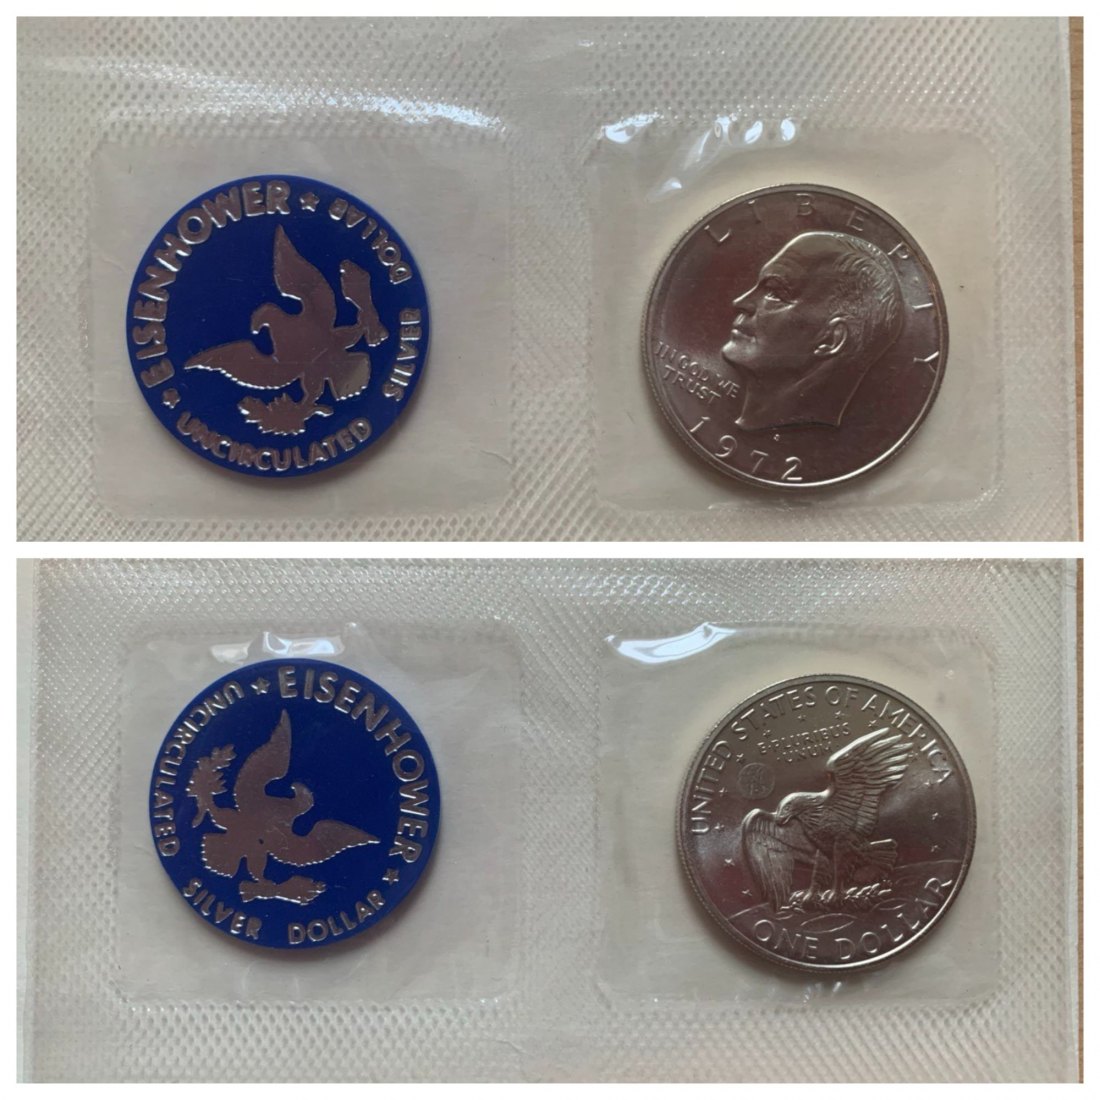 EISENHOWER ★ DOLLAR
SILVER
★ UNCIRCULATED
LIBERTY
IN GOD WE
TRUST
S
1972
★ EISENHOWER ★
UNCIRCULATED
SILVER DOLLAR
UNITED STATES OF AMERICA
E PLURIBUS
UNUM
ONE DOLLAR